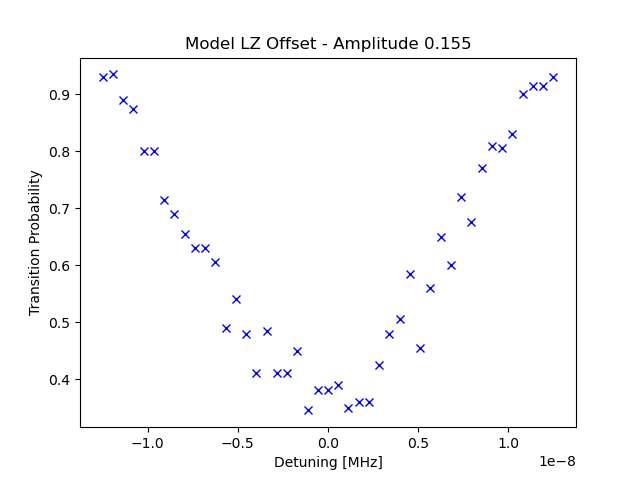 Model LZ Offset - Amplitude 0.155
Transition Probability
0.9
0.8
0.7
0.6
0.5
0.4
−1.0 −0.5 0.0 0.5 1.0
1e−8
Detuning [MHz]